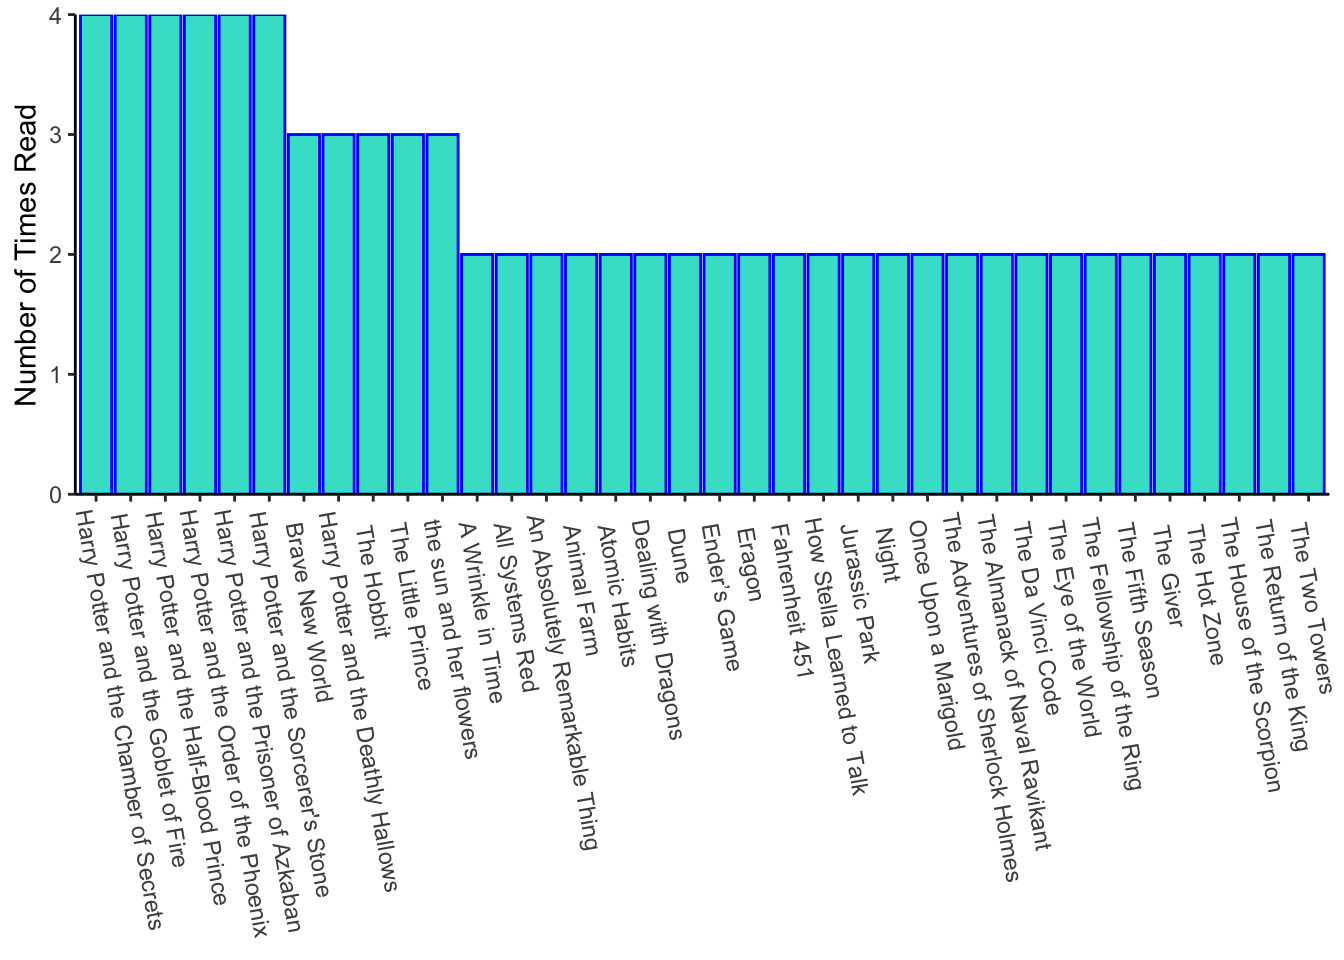 Number of Times Read
4
3
2
1
0
Harry Potter and the Chamber of Secrets
Harry Potter and the Goblet of Fire
Harry Potter and the Half-Blood Prince
Harry Potter and the Order of the Phoenix
Harry Potter and the Prisoner of Azkaban
Harry Potter and the Sorcerer's Stone
Brave New World
Harry Potter and the Deathly Hallows
The Hobbit
The Little Prince
the sun and her flowers
A Wrinkle in Time
All Systems Red
An Absolutely Remarkable Thing
Animal Farm
Atomic Habits
Dealing with Dragons
Dune
Ender’s Game
Eragon
Fahrenheit 451
How Stella Learned to Talk
Jurassic Park
Night
Once Upon a Marigold
The Adventures of Sherlock Holmes
The Almanack of Naval Ravikant
The Da Vinci Code
The Eye of the World
The Fellowship of the Ring
The Fifth Season
The Giver
The Hot Zone
The House of the Scorpion
The Return of the King
The Two Towers